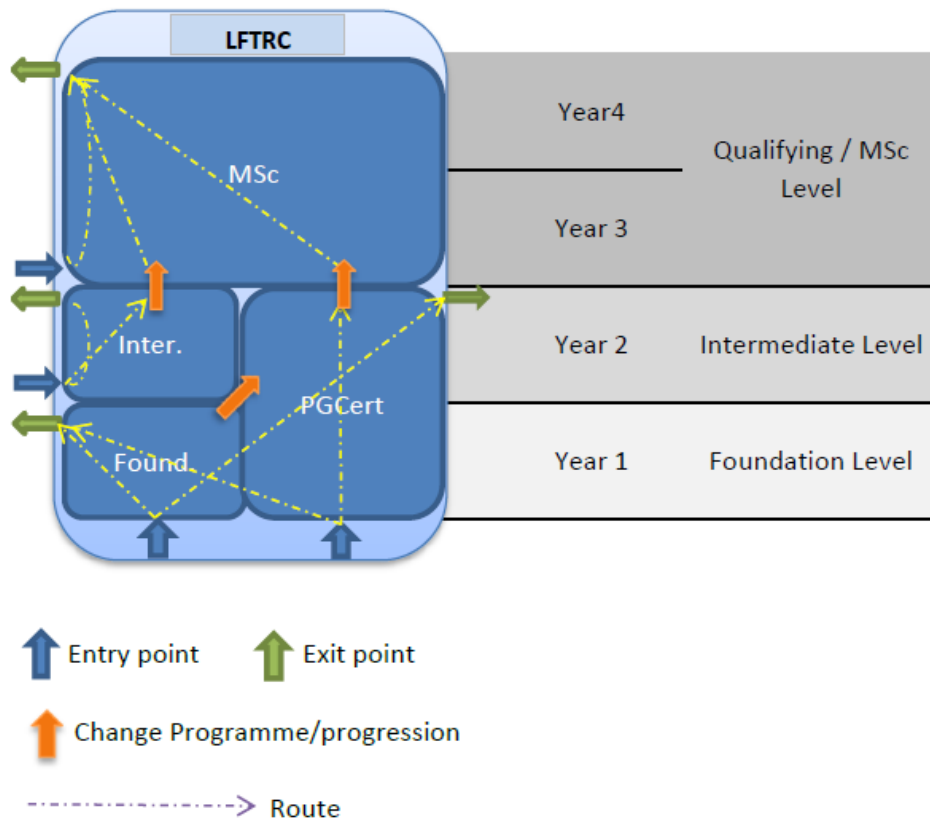 LFTRC
MSc
Inter.
PGCert
Found.
Year4
Qualifying / MSc
Level
Year 3
Year 2
Intermediate Level
Year 1
Foundation Level
Entry point
Exit point
Change Programme/progression
Route